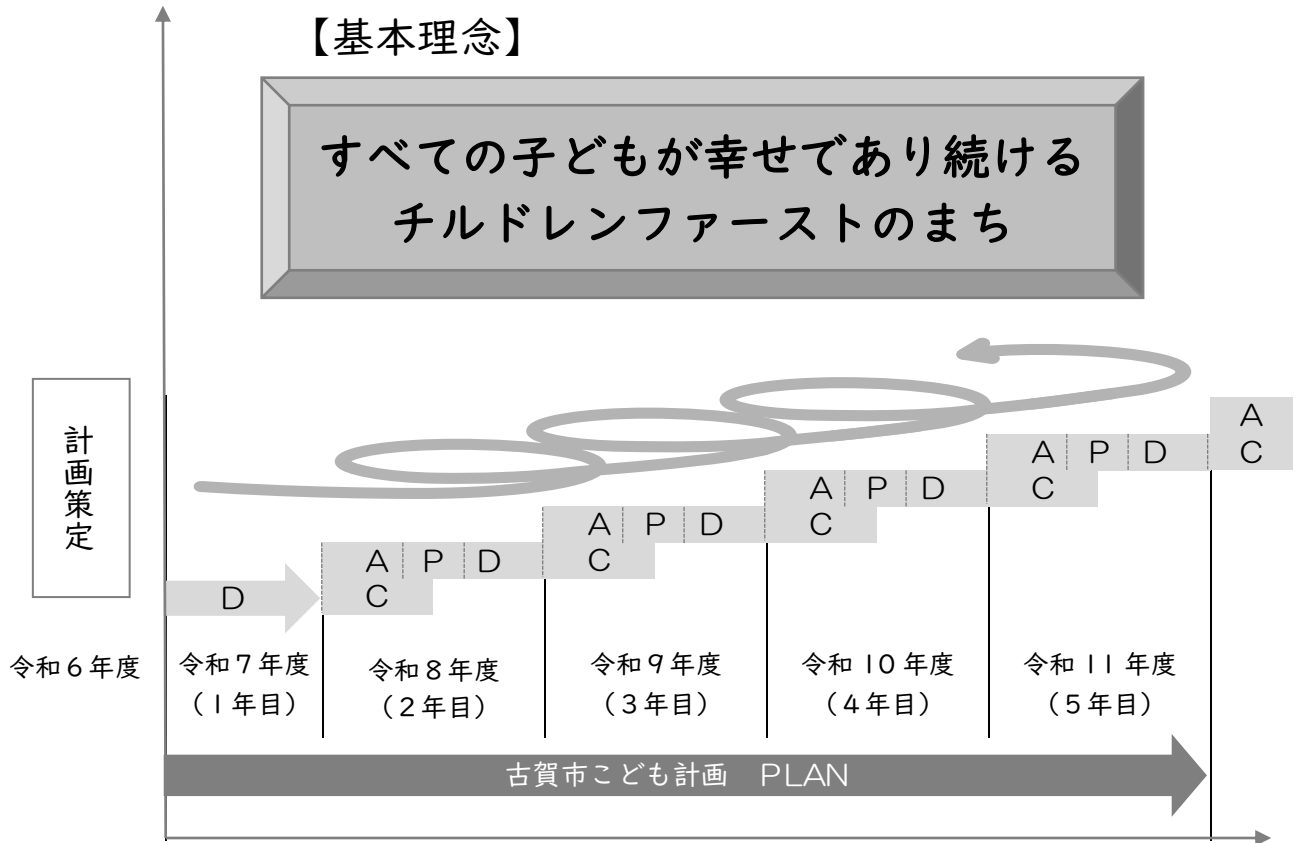 【基本理念】
すべての子どもが幸せであり続ける
チルドレンファーストのまち
計画策定
A
C
A P D
C
A P D
C
A P D
C
A P D
C
D
令和6年度
令和7年度
(1年目)
令和8年度
(2年目)
令和9年度
(3年目)
令和10年度
(4年目)
令和11年度
(5年目)
古賀市こども計画 PLAN